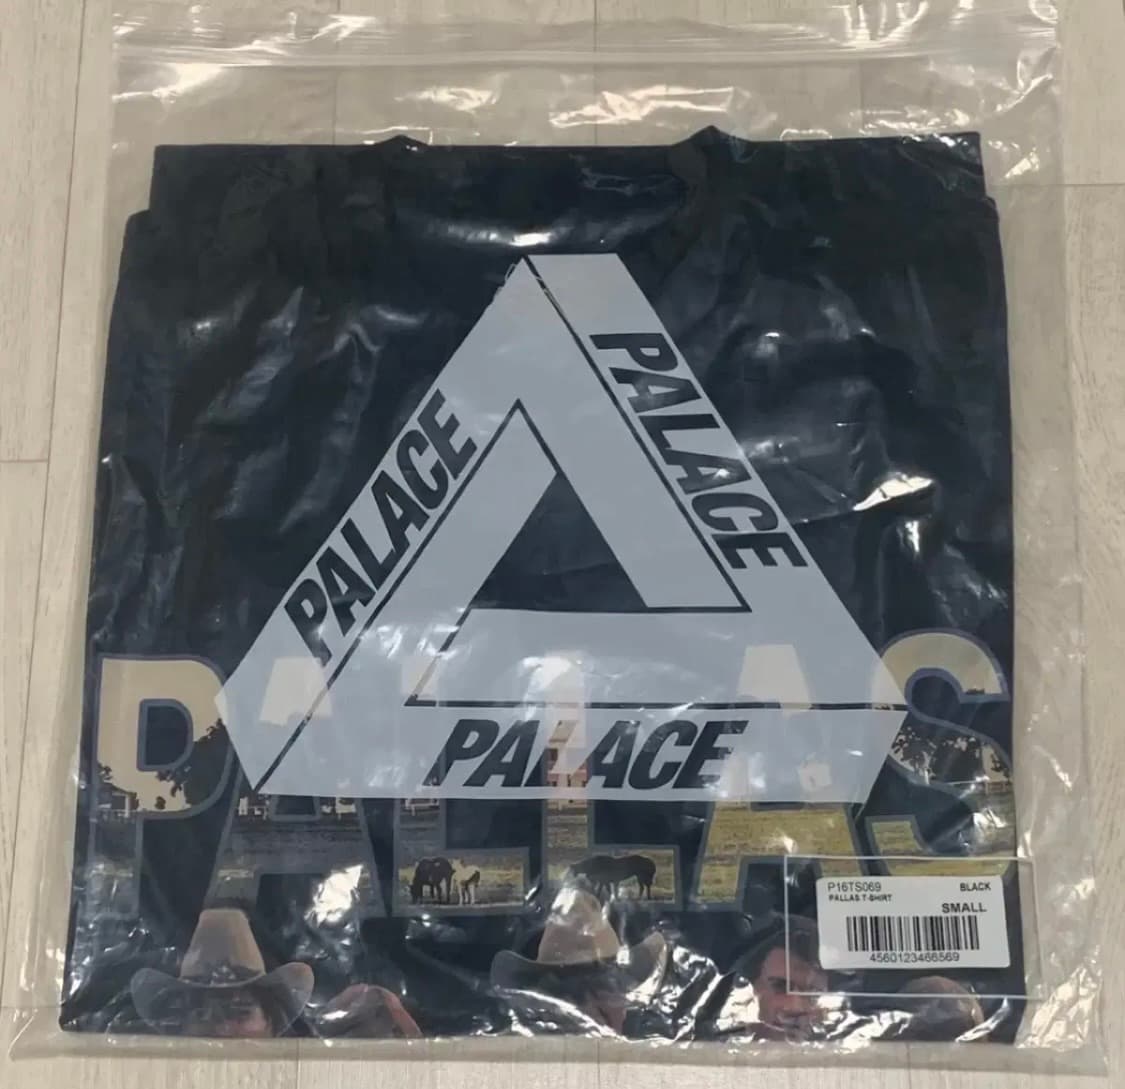 PALACE
PALACE
PALLAS
PALACE
P16TS069 BLACK
PALLAS T-SHIRT
SMALL
4560123466569